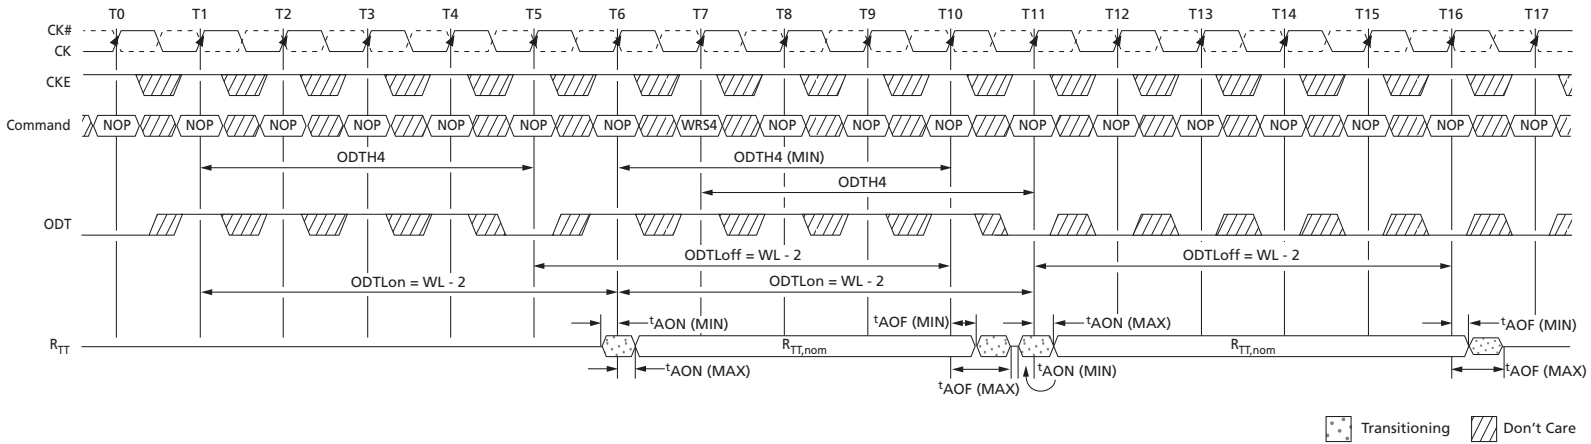 T0 T1 T2 T3 T4 T5 T6 T7 T8 T9 T10 T11 T12 T13 T14 T15 T16 T17
CK#
CK
CKE
Command NOP NOP NOP NOP NOP NOP NOP WRS4 NOP NOP NOP NOP NOP NOP NOP NOP NOP NOP
ODTH4 ODTH4 (MIN)
ODTH4
ODT
ODTLoff = WL - 2 ODTLoff = WL - 2
ODTLon = WL - 2 ODTLon = WL - 2
tAON (MIN) tAOF (MIN) tAON (MAX) tAOF (MIN)
RTT RTT,nom RTT,nom
tAON (MAX) tAON (MIN) tAOF (MAX)
tAOF (MAX)
Transitioning Don't Care